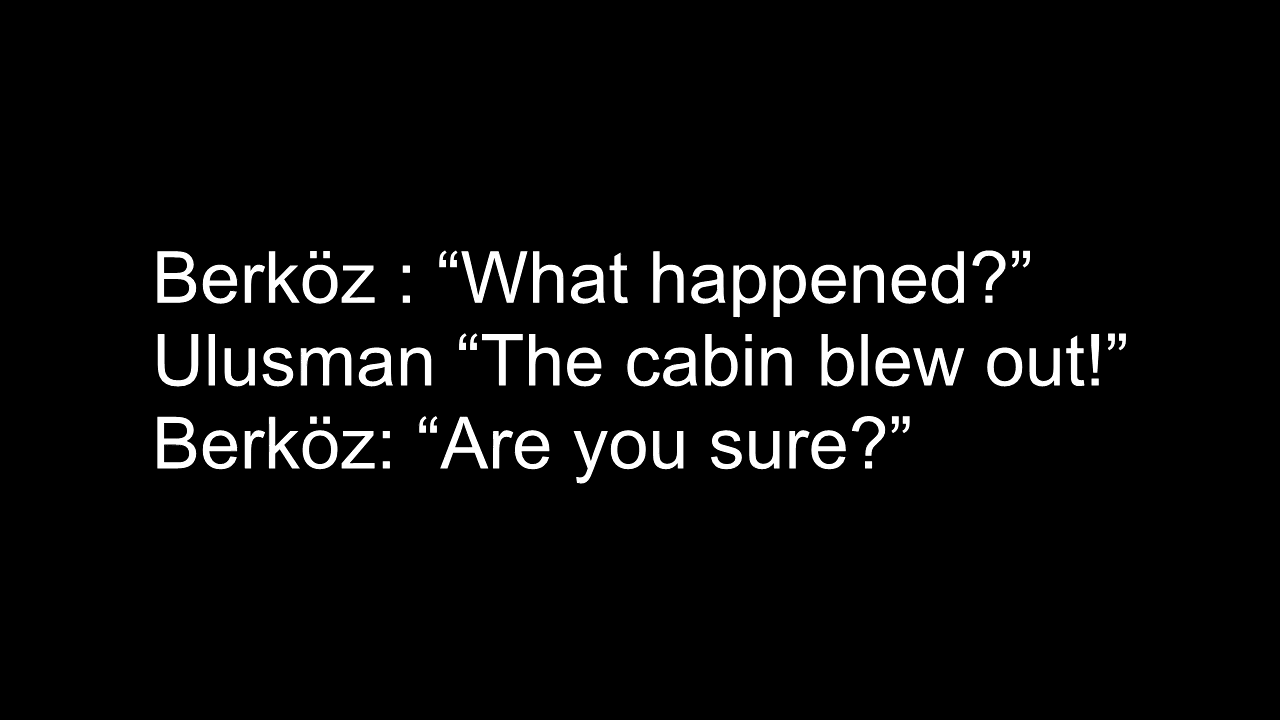 Berköz : “What happened?”
Ulusman “The cabin blew out!”
Berköz: “Are you sure?”